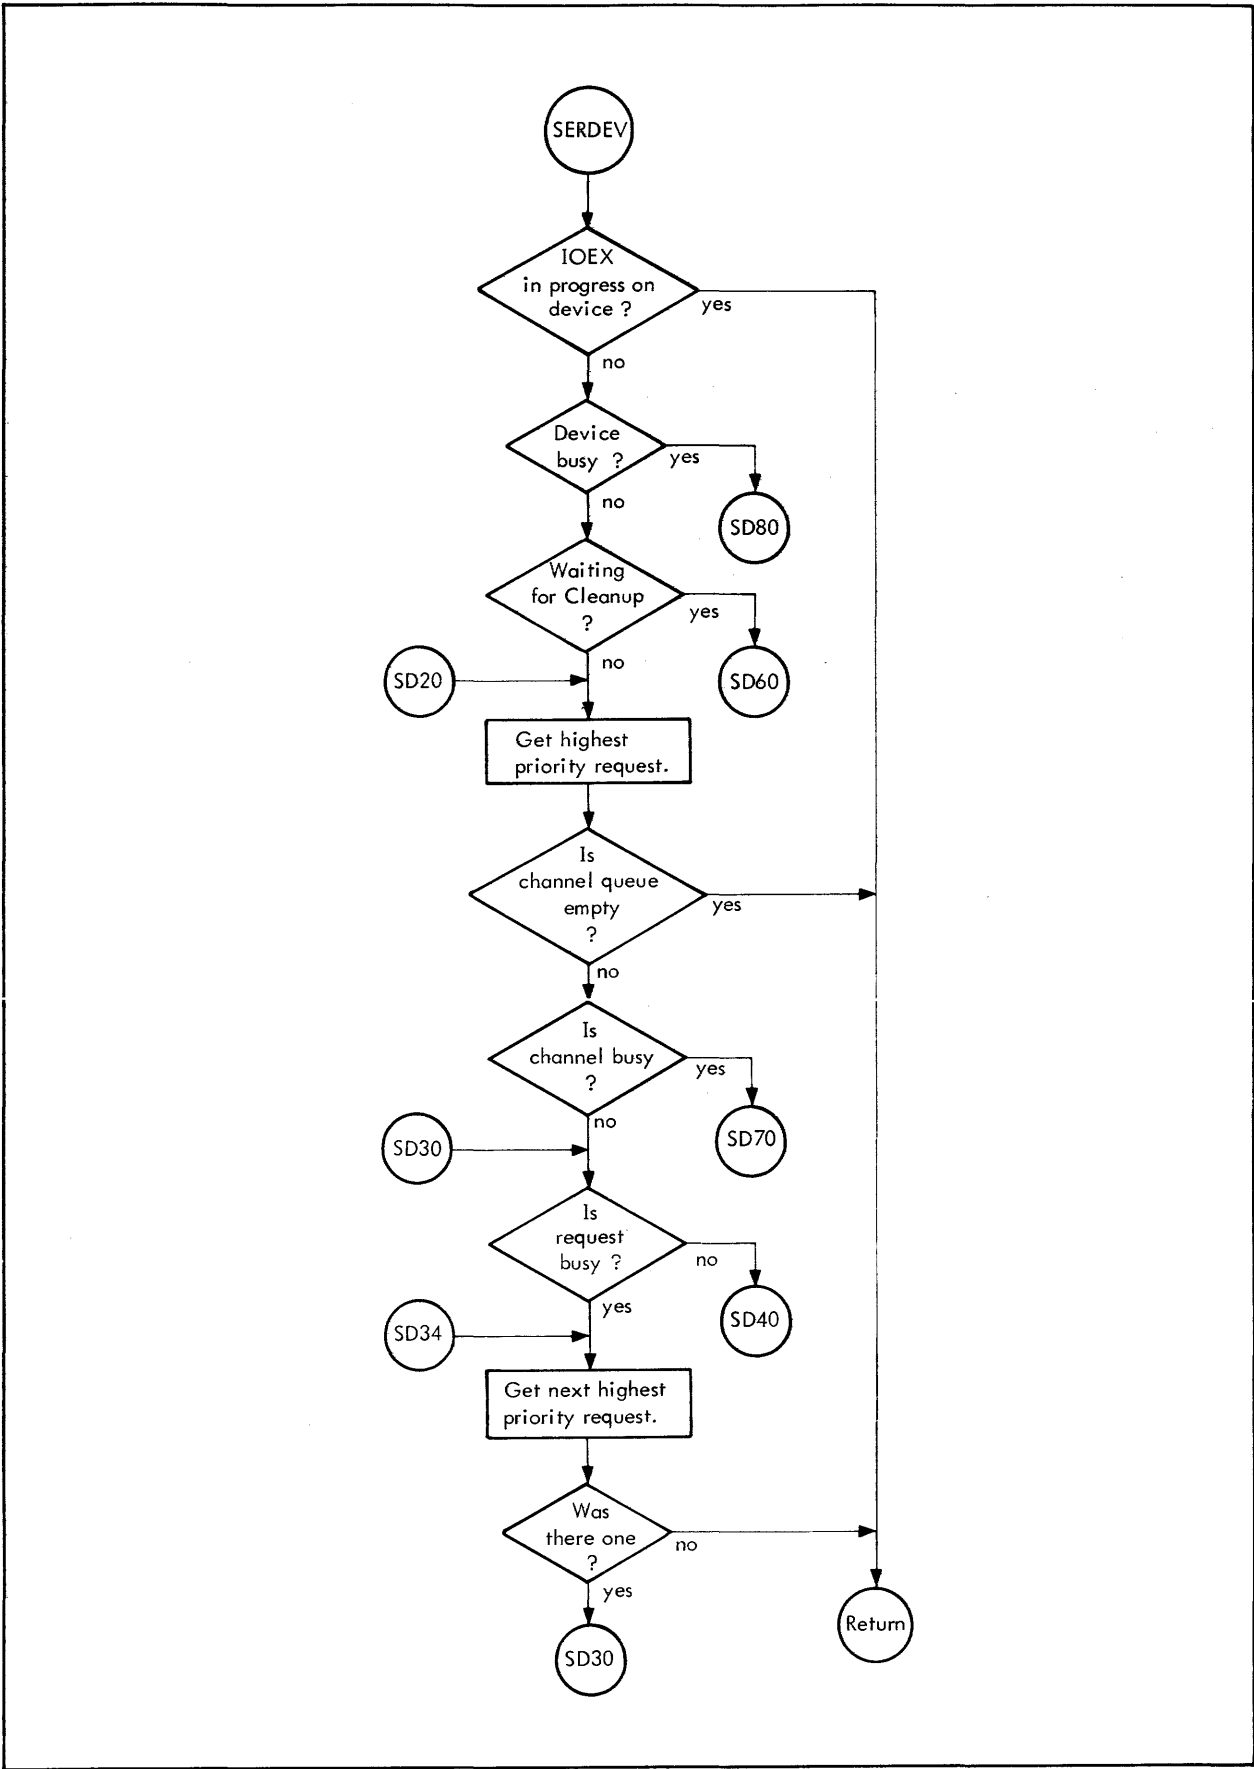 SERDEV
IOEX
in progress on
device ?
yes
no
Device
busy ?
yes
no
SD80
Waiting
for Cleanup
?
yes
no
SD20
SD60
Get highest
priority request.
Is
channel queue
empty
?
yes
no
Is
channel busy
?
yes
no
SD30
SD70
Is
request
busy ?
no
yes
SD34
SD40
Get next highest
priority request.
Was
there one
?
no
yes
Return
SD30